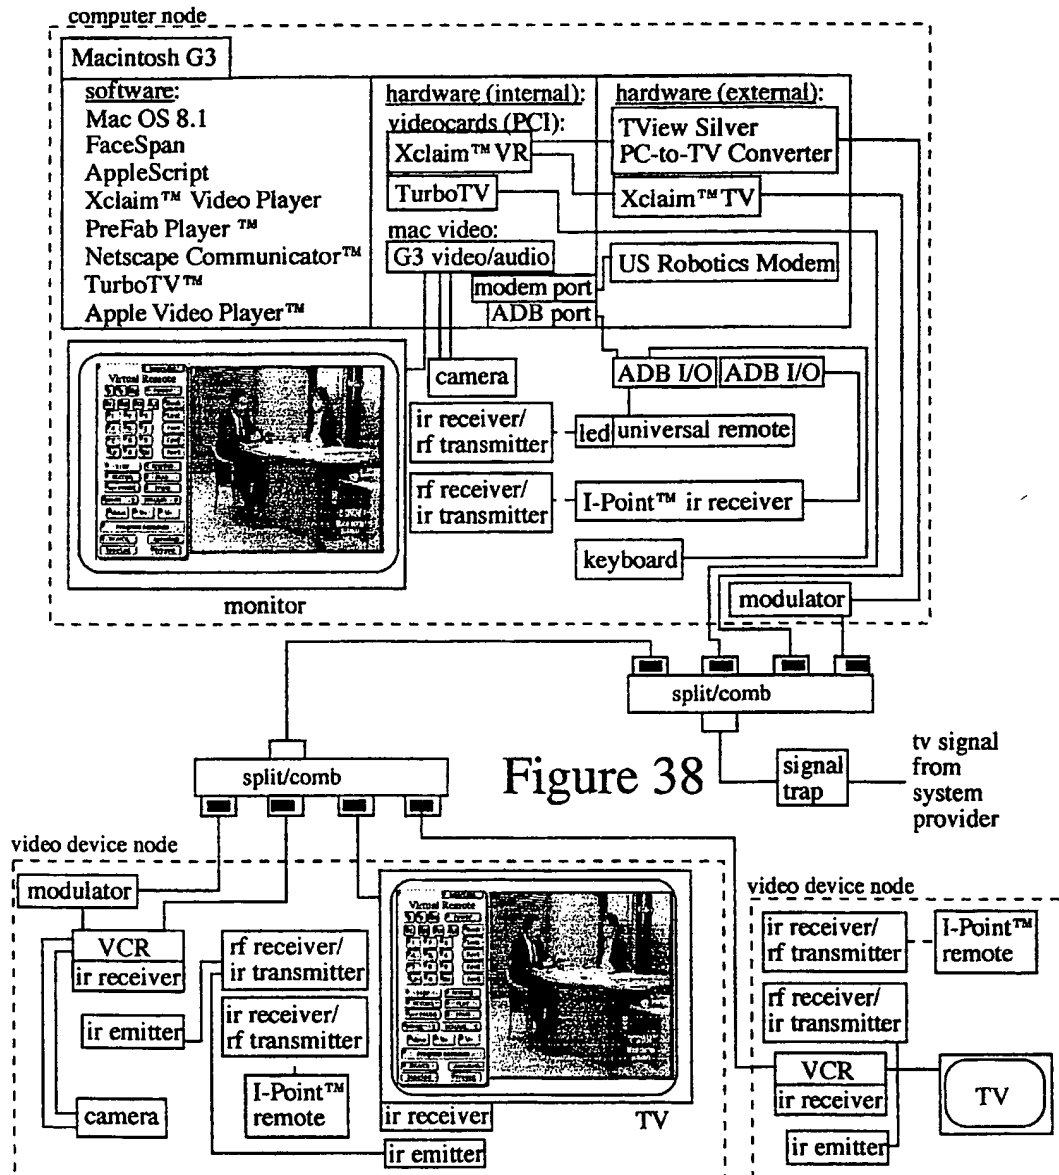 computer node
Macintosh G3
software:
Mac OS 8.1
FaceSpan
AppleScript
Xclaim™ Video Player
PreFab Player ™
Netscape Communicator™
TurboTV™
Apple Video Player™
hardware (internal):
videocards (PCI):
Xclaim™ VR
TurboTV
mac video:
G3 video/audio
modem port
ADB port
hardware (external):
TView Silver
PC-to-TV Converter
Xclaim™ TV
US Robotics Modem
camera
ADB I/O
ADB I/O
ir receiver/
rf transmitter
led
universal remote
rf receiver/
ir transmitter
I-Point™ ir receiver
keyboard
modulator
Virtual Remote
monitor
split/comb
split/comb
Figure 38
signal
trap
tv signal
from
system
provider
video device node
modulator
VCR
ir receiver
ir emitter
camera
rf receiver/
ir transmitter
ir receiver/
rf transmitter
I-Point™
remote
Virtual Remote
ir receiver
TV
ir emitter
video device node
ir receiver/
rf transmitter
I-Point™
remote
rf receiver/
ir transmitter
VCR
ir receiver
TV
ir emitter